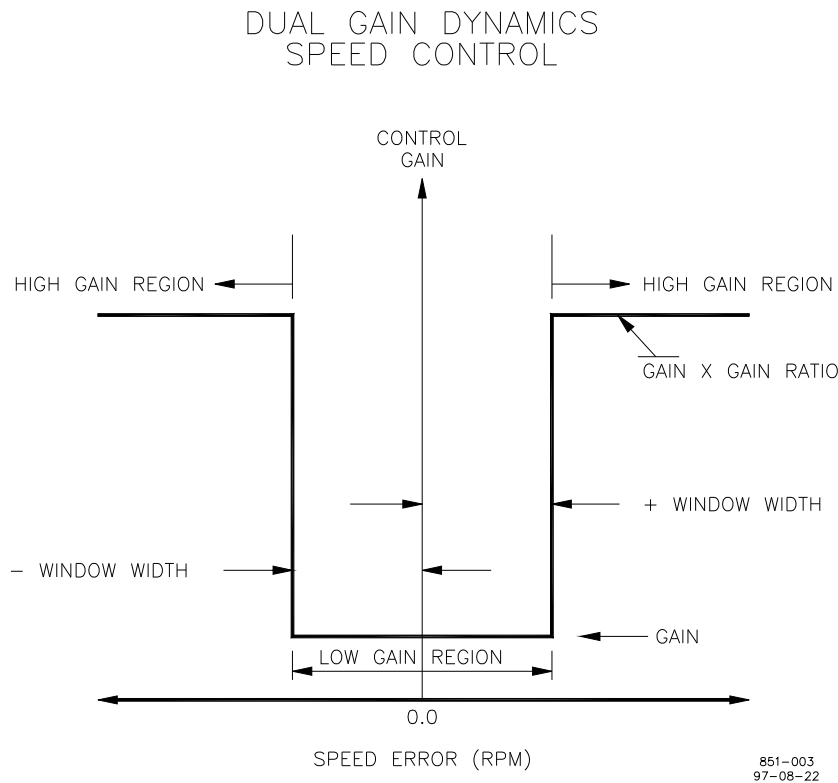 DUAL GAIN DYNAMICS
SPEED CONTROL
CONTROL
GAIN
HIGH GAIN REGION
HIGH GAIN REGION
GAIN X GAIN RATIO
+ WINDOW WIDTH
- WINDOW WIDTH
GAIN
LOW GAIN REGION
0.0
SPEED ERROR (RPM)
851-003
97-08-22